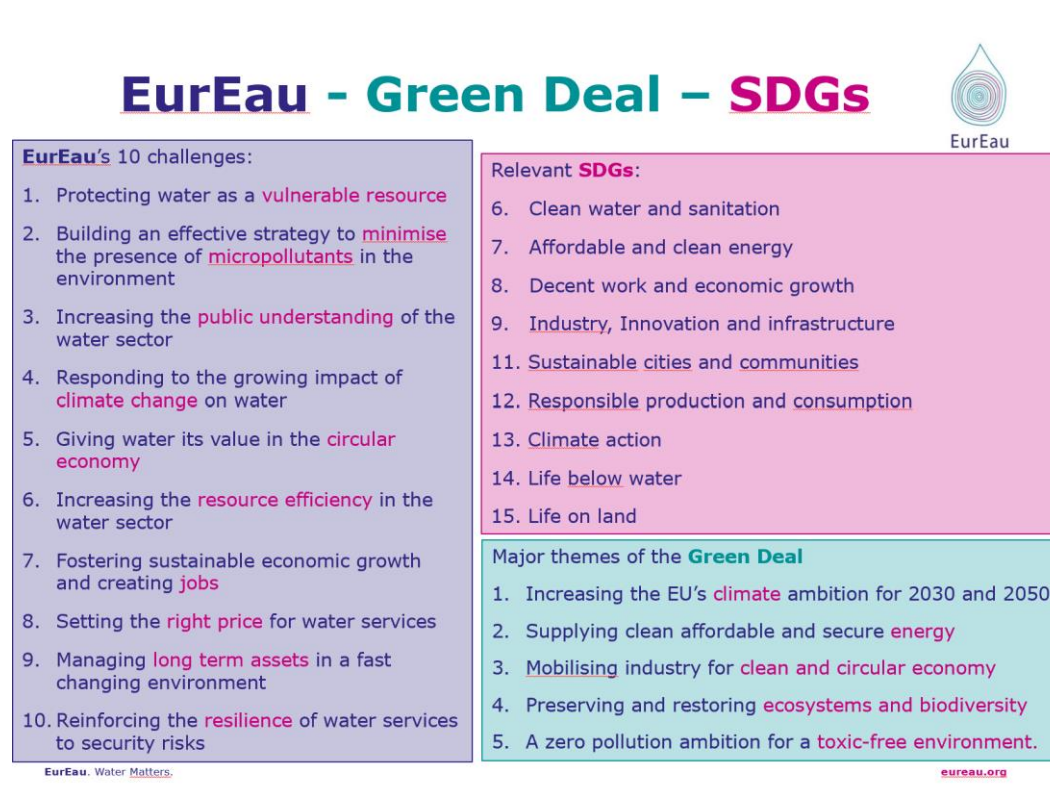 EurEau - Green Deal – SDGs
EurEau
EurEau's 10 challenges:
1. Protecting water as a vulnerable resource
2. Building an effective strategy to minimise
the presence of micropollutants in the
environment
3. Increasing the public understanding of the
water sector
4. Responding to the growing impact of
climate change on water
5. Giving water its value in the circular
economy
6. Increasing the resource efficiency in the
water sector
7. Fostering sustainable economic growth
and creating jobs
8. Setting the right price for water services
9. Managing long term assets in a fast
changing environment
10. Reinforcing the resilience of water services
to security risks
Relevant SDGs:
6. Clean water and sanitation
7. Affordable and clean energy
8. Decent work and economic growth
9. Industry, Innovation and infrastructure
11. Sustainable cities and communities
12. Responsible production and consumption
13. Climate action
14. Life below water
15. Life on land
Major themes of the Green Deal
1. Increasing the EU's climate ambition for 2030 and 2050
2. Supplying clean affordable and secure energy
3. Mobilising industry for clean and circular economy
4. Preserving and restoring ecosystems and biodiversity
5. A zero pollution ambition for a toxic-free environment.
EurEau. Water Matters.
eureau.org